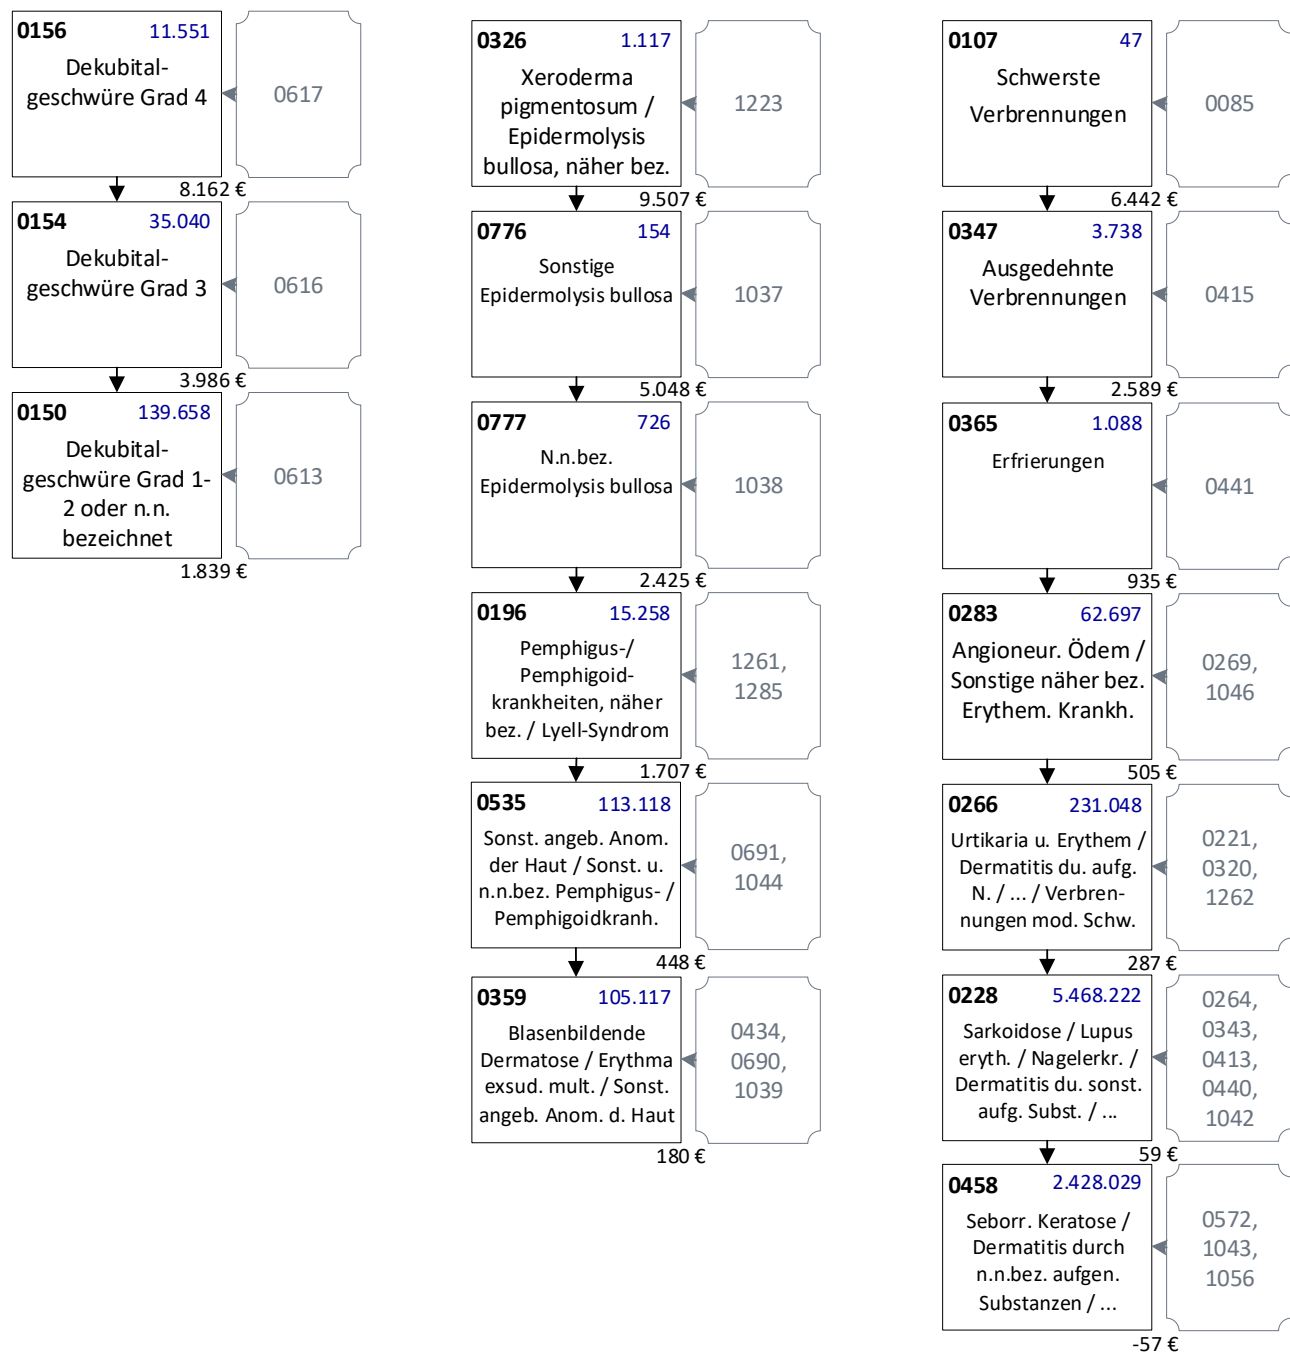 0156 11.551
Dekubital-
geschwüre Grad 4
0617
8.162 €
0154 35.040
Dekubital-
geschwüre Grad 3
0616
3.986 €
0150 139.658
Dekubital-
geschwüre Grad 1-
2 oder n.n.
bezeichnet
0613
1.839 €
0326 1.117
Xeroderma
pigmentosum /
Epidermolysis
bullosa, näher bez.
1223
9.507 €
0776 154
Sonstige
Epidermolysis bullosa
1037
5.048 €
0777 726
N.n.bez.
Epidermolysis bullosa
1038
2.425 €
0196 15.258
Pemphigus-/
Pemphigoid-
krankheiten, näher
bez. / Lyell-Syndrom
1261,
1285
1.707 €
0535 113.118
Sonst. angeb. Anom.
der Haut / Sonst. u.
n.n.bez. Pemphigus- /
Pemphigoidkranh.
0691,
1044
448 €
0359 105.117
Blasenbildende
Dermatose / Erythma
exsud. mult. / Sonst.
angeb. Anom. d. Haut
0434,
0690,
1039
180 €
0107 47
Schwerste
Verbrennungen
0085
6.442 €
0347 3.738
Ausgedehnte
Verbrennungen
0415
2.589 €
0365 1.088
Erfrierungen
0441
935 €
0283 62.697
Angioneur. Ödem /
Sonstige näher bez.
Erythem. Krankh.
0269,
1046
505 €
0266 231.048
Urtikaria u. Erythem /
Dermatitis du. aufg.
N. / ... / Verbren-
nungen mod. Schw.
0221,
0320,
1262
287 €
0228 5.468.222
Sarkoidose / Lupus
eryth. / Nagelerkr. /
Dermatitis du. sonst.
aufg. Subst. / ...
0264,
0343,
0413,
0440,
1042
59 €
0458 2.428.029
Seborr. Keratose /
Dermatitis durch
n.n.bez. aufgen.
Substanzen / ...
0572,
1043,
1056
-57 €